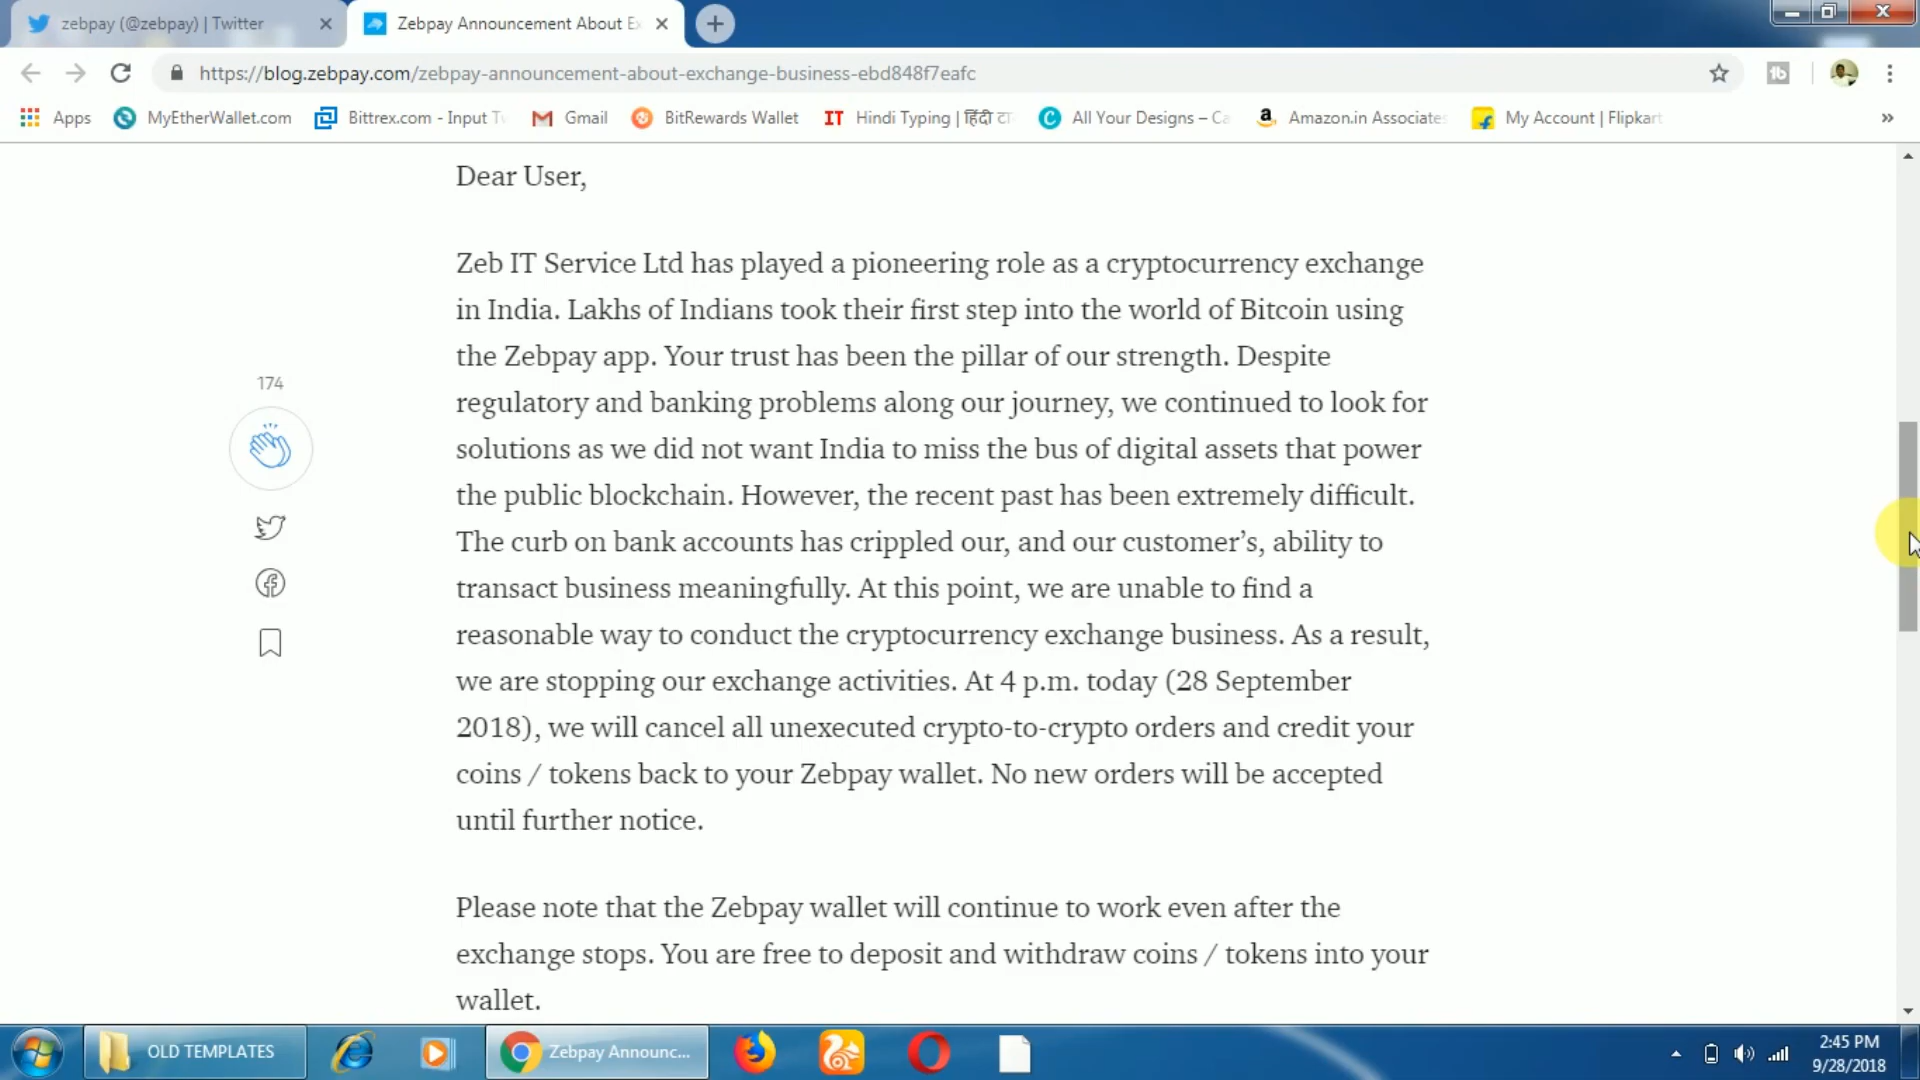 zebpay (@zebpay) | Twitter
Zebpay Announcement About Ex
https://blog.zebpay.com/zebpay-announcement-about-exchange-business-ebd848f7eafc
Apps
MyEtherWallet.com
Bittrex.com - Input Tw
Gmail
BitRewards Wallet
IT Hindi Typing | हिंदी टा
All Your Designs – Ca
Amazon.in Associates
My Account | Flipkart
»
Dear User,
Zeb IT Service Ltd has played a pioneering role as a cryptocurrency exchange
in India. Lakhs of Indians took their first step into the world of Bitcoin using
the Zebpay app. Your trust has been the pillar of our strength. Despite
regulatory and banking problems along our journey, we continued to look for
solutions as we did not want India to miss the bus of digital assets that power
the public blockchain. However, the recent past has been extremely difficult.
The curb on bank accounts has crippled our, and our customer’s, ability to
transact business meaningfully. At this point, we are unable to find a
reasonable way to conduct the cryptocurrency exchange business. As a result,
we are stopping our exchange activities. At 4 p.m. today (28 September
2018), we will cancel all unexecuted crypto-to-crypto orders and credit your
coins / tokens back to your Zebpay wallet. No new orders will be accepted
until further notice.
Please note that the Zebpay wallet will continue to work even after the
exchange stops. You are free to deposit and withdraw coins / tokens into your
wallet.
174
OLD TEMPLATES
Zebpay Announc...
2:45 PM
9/28/2018